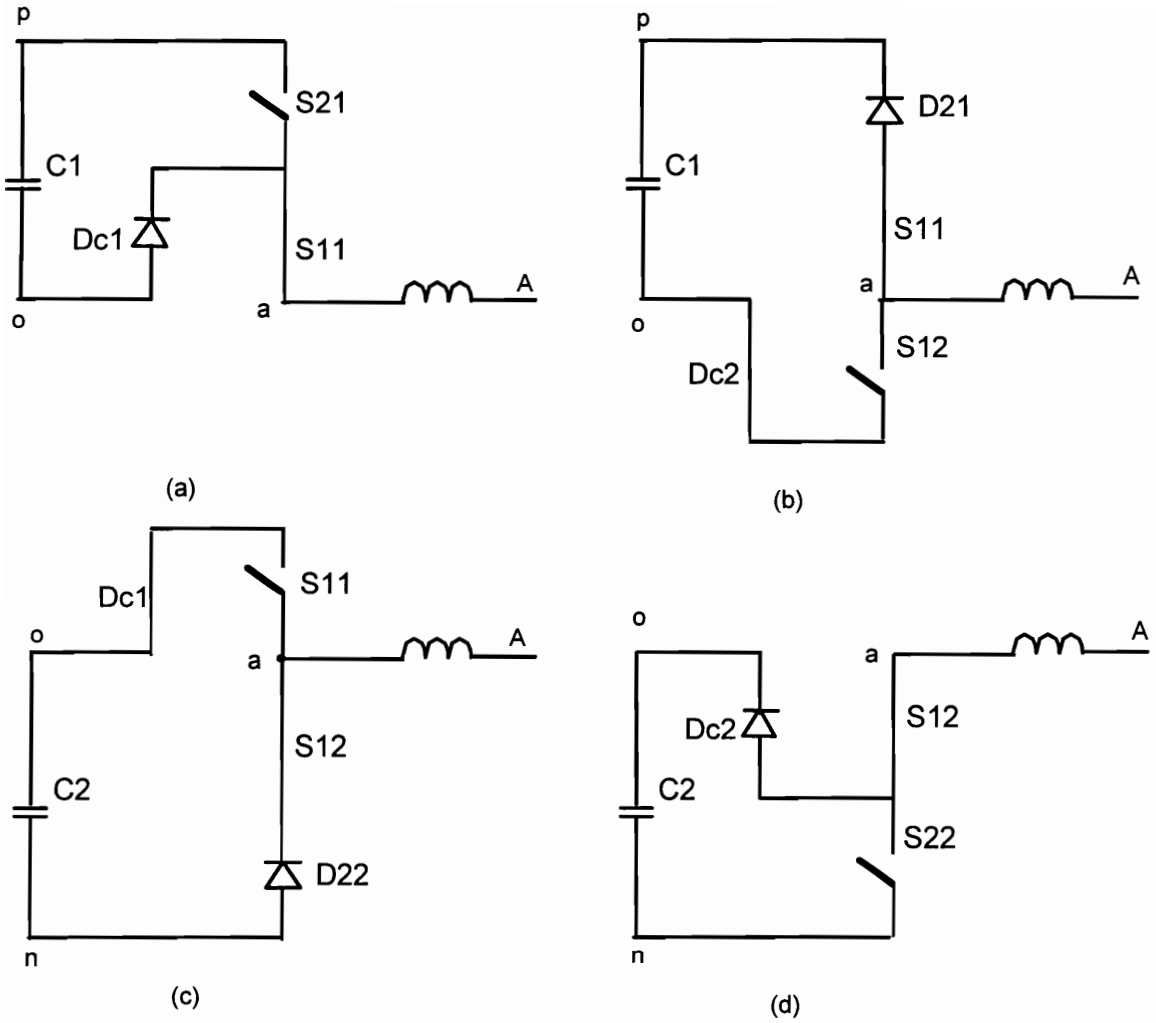 p
S21
C1
Dc1
S11
A
a
o
(a)
p
D21
C1
S11
a
A
o
S12
Dc2
(b)
S11
Dc1
o
A
a
S12
C2
D22
n
(c)
o
A
a
S12
Dc2
C2
S22
n
(d)